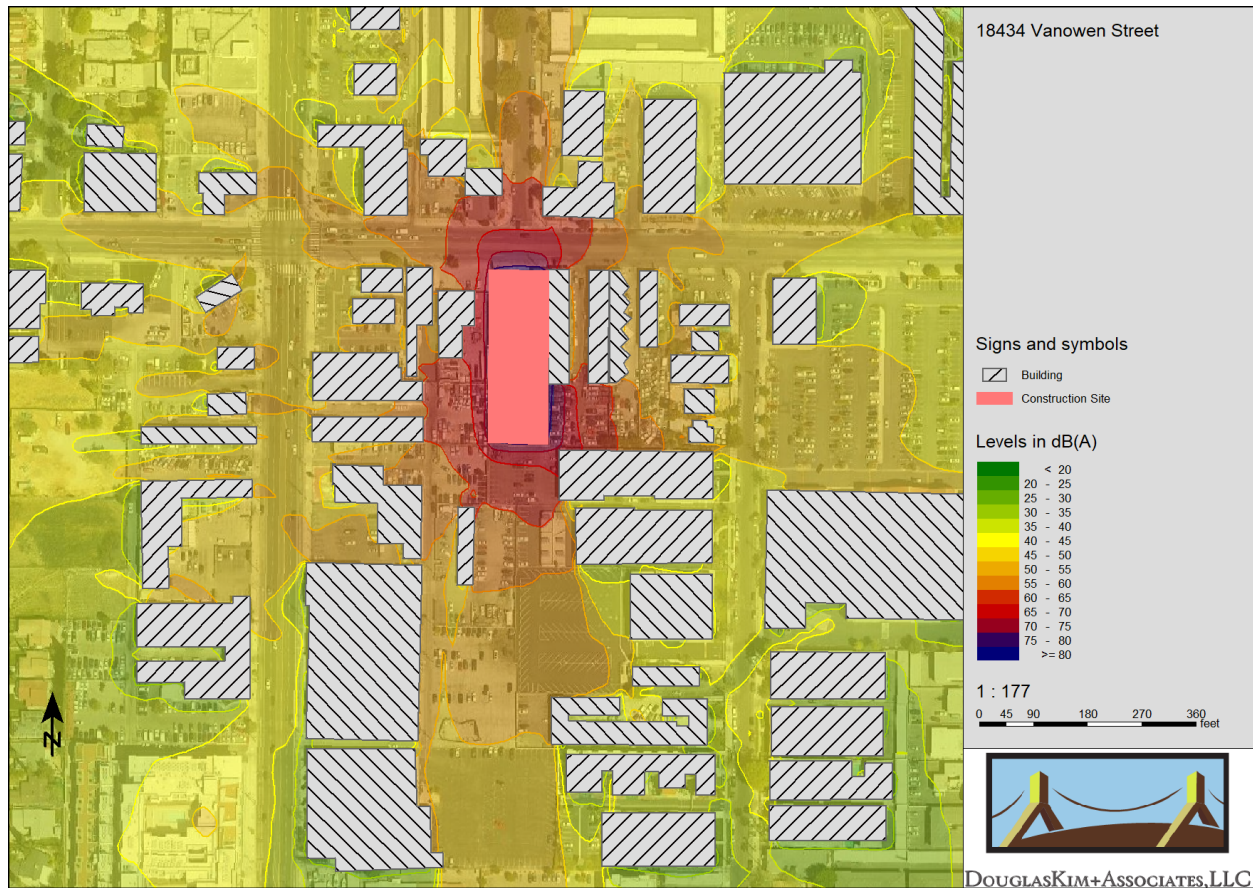 18434 Vanowen Street
Signs and symbols
Building
Construction Site
Levels in dB(A)
< 20
20 - 25
25 - 30
30 - 35
35 - 40
40 - 45
45 - 50
50 - 55
55 - 60
60 - 65
65 - 70
70 - 75
75 - 80
>= 80
1 : 177
0 45 90 180 270 360
feet
N
DOUGLASKIM+ASSOCIATES,LLC